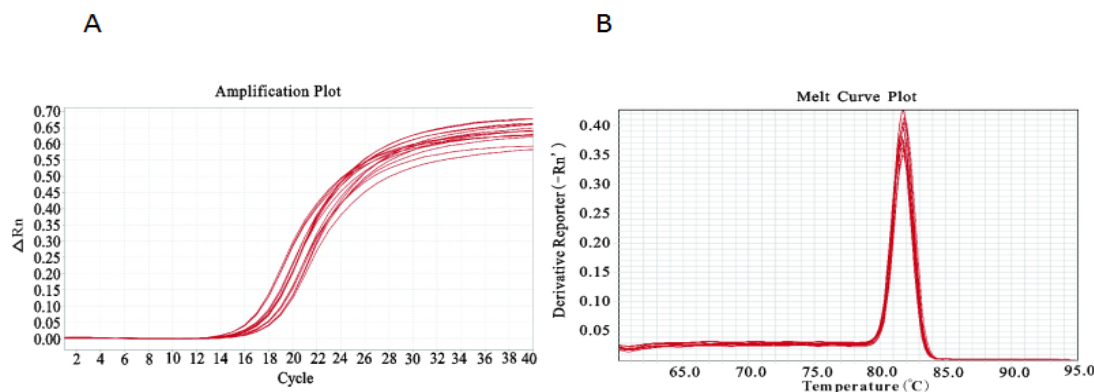 A
B
Amplification Plot
0.70
0.65
0.60
0.55
0.50
0.45
0.40
0.35
0.30
0.25
0.20
0.15
0.10
0.05
0.00
△Rn
2 4 6 8 10 12 14 16 18 20 22 24 26 28 30 32 34 36 38 40
Cycle
Melt Curve Plot
0.40
0.35
0.30
0.20
0.15
0.10
0.05
Derivative Reporter (-Rn')
65.0 70.0 75.0 80.0 85.0 90.0 95.0
Temperature (℃)